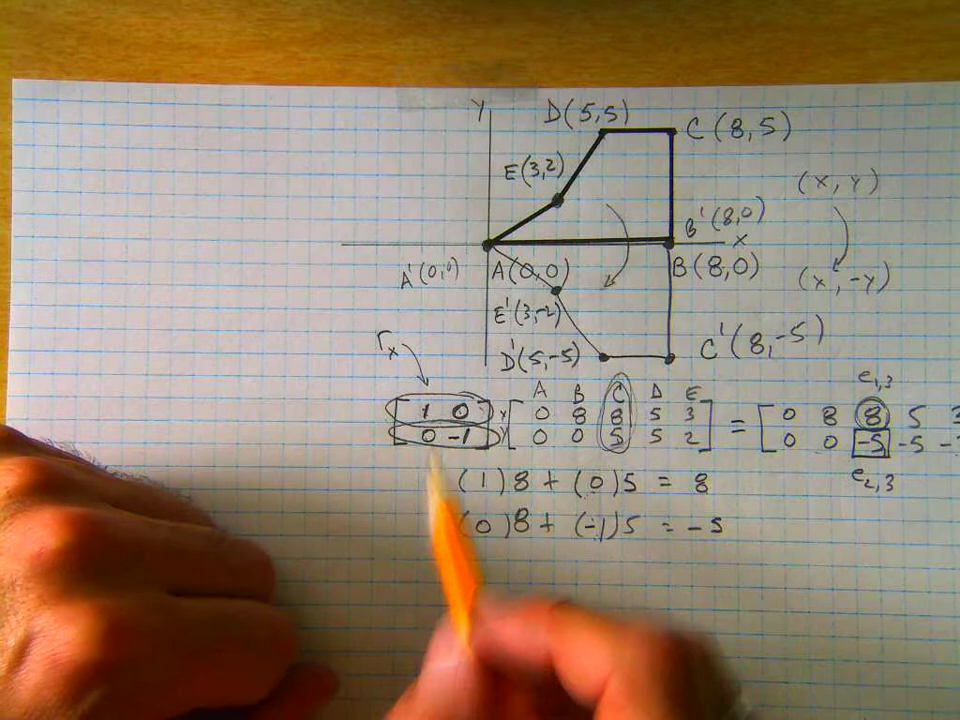 Y D(5,5)
C (8,5)
E(3,2)
(x, y)
B'(8,0)
x
A'(0,0) A(0,0) B(8,0)
(x, -y)
E'(3,-2)
D'(5,-5) C'(8,-5)
rx
A B C D E e1,3
[ 1 0 ] x [ 0 8 8 5 3 ] = [ 0 8 8 5 3
[ 0 -1 ] y [ 0 0 5 5 2 ] [ 0 0 -5 -5 -
(1)8 + (0)5 = 8 e2,3
(0)8 + (-1)5 = -5